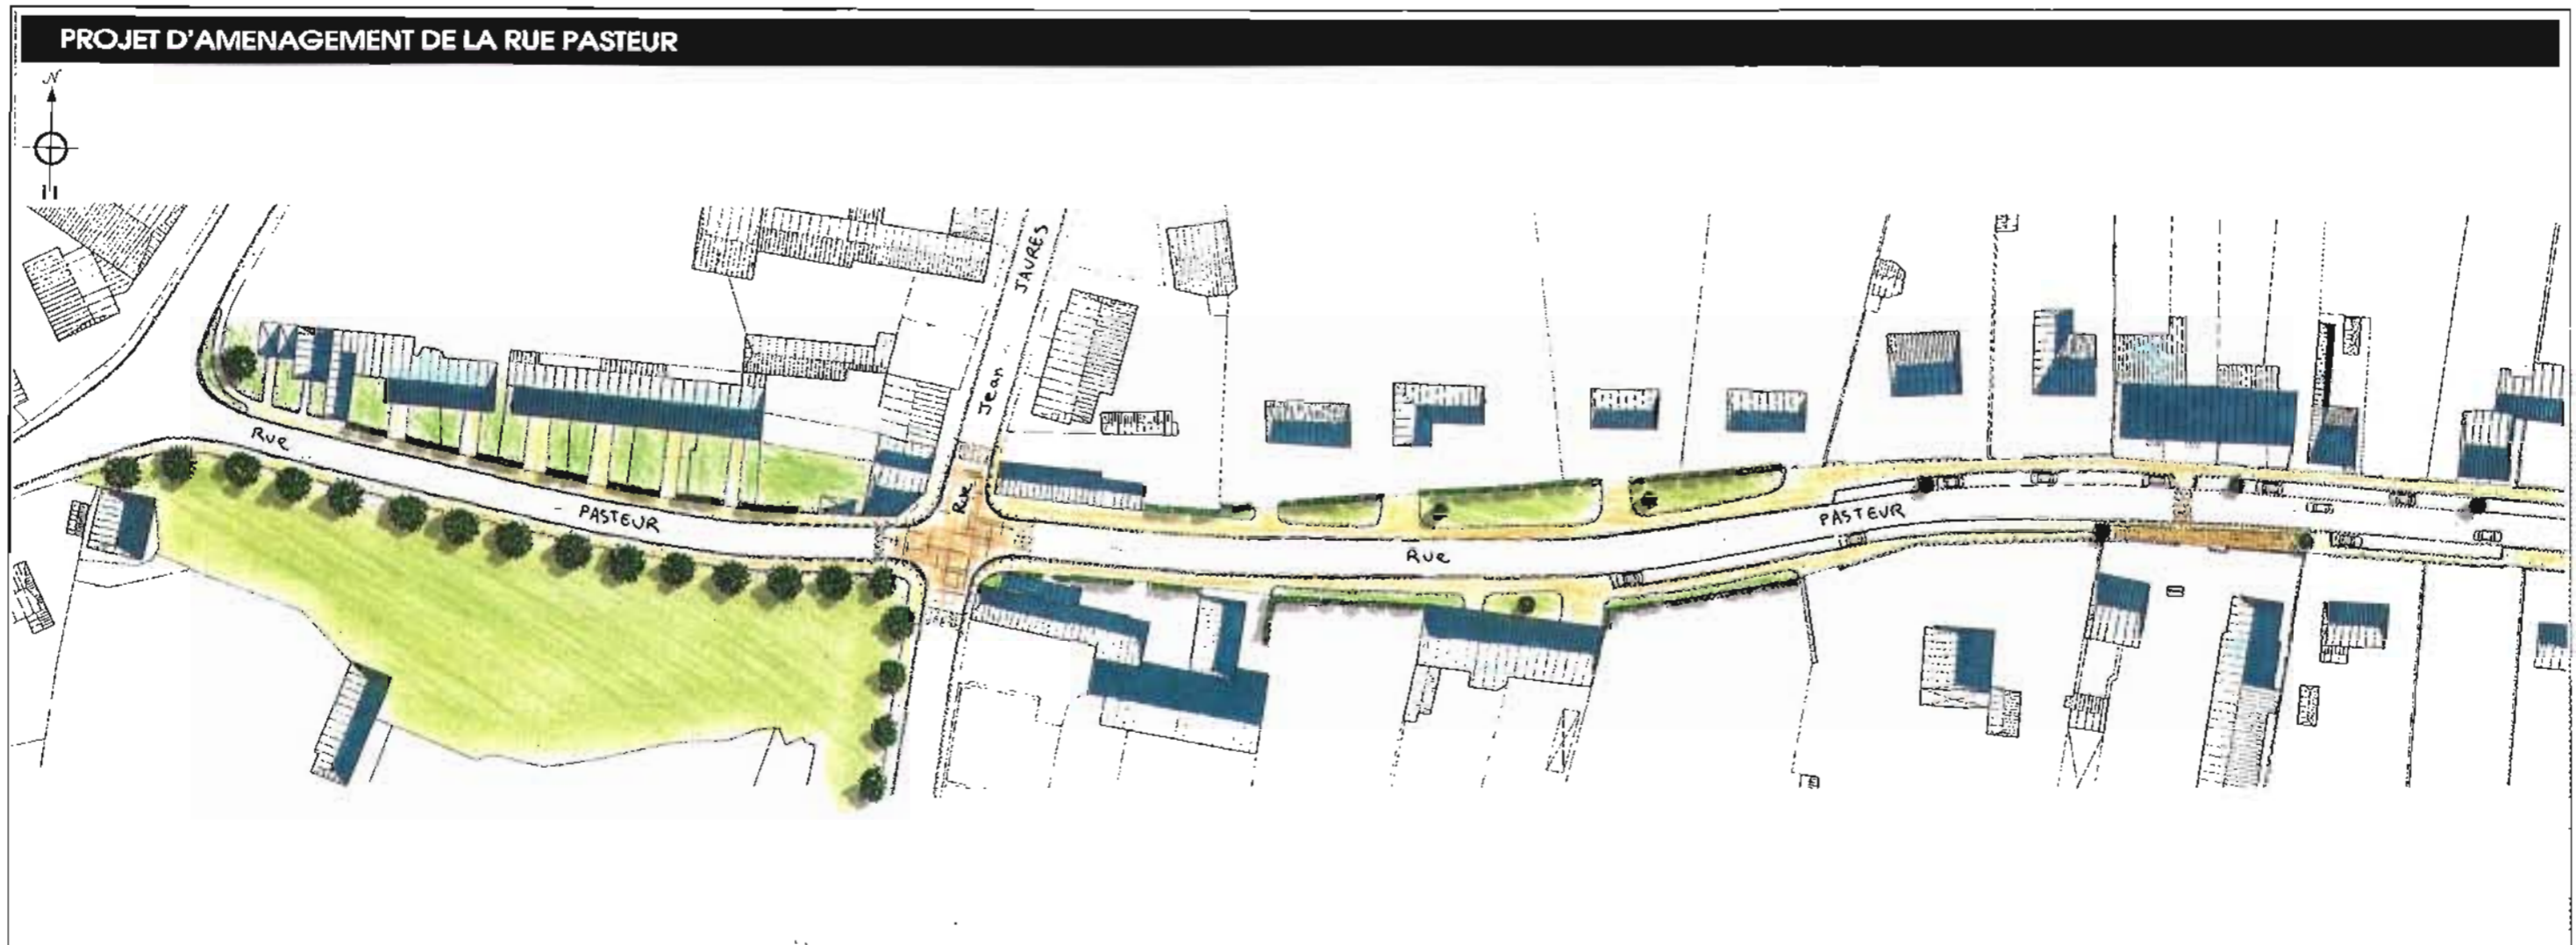 PROJET D'AMENAGEMENT DE LA RUE PASTEUR
N
Rue Jean JAURES
Rue PASTEUR
Rue PASTEUR